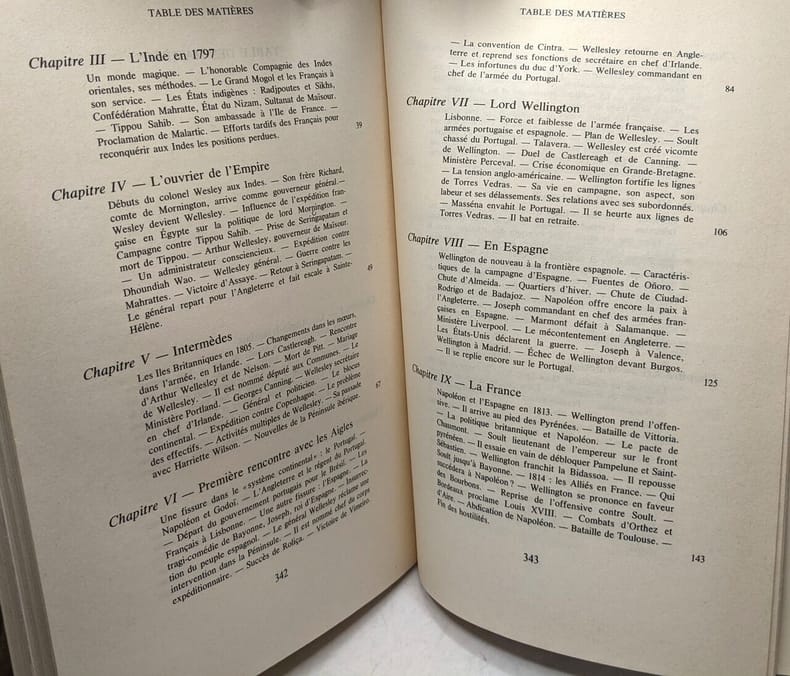 TABLE DES MATIÈRES
Chapitre III — L'Inde en 1797
Un monde magique. — L'honorable Compagnie des Indes
orientales, ses méthodes. — Le Grand Mogol et les Français à
son service. — Les États indigènes : Radjpoutes et Sikhs,
Confédération Mahratte, État du Nizam, Sultanat de Maïsour.
— Tippou Sahib. — Son ambassade à l'Ile de France. —
Proclamation de Malartic. — Efforts tardifs des Français pour
reconquérir aux Indes les positions perdues. 39
Chapitre IV — L'ouvrier de l'Empire
Débuts du colonel Wesley aux Indes. — Son frère Richard,
comte de Mornington, arrive comme gouverneur général. —
Wesley devient Wellesley. — Influence de l'expédition fran-
çaise en Égypte sur la politique de lord Mornington. —
Campagne contre Tippou Sahib. — Prise de Seringapatam et
mort de Tippou. — Arthur Wellesley, gouverneur de Maïsour.
— Un administrateur consciencieux. — Expédition contre
Dhoundiah Wao. — Wellesley général. — Guerre contre les
Mahrattes. — Victoire d'Assaye. — Retour à Seringapatam. —
Le général repart pour l'Angleterre et fait escale à Sainte-
Hélène. 49
Chapitre V — Intermèdes
Les Iles Britanniques en 1805. — Changements dans les mœurs,
dans l'armée, en Irlande. — Lors Castlereagh. — Rencontre
d'Arthur Wellesley et de Nelson. — Mort de Pitt. — Mariage
de Wellesley. — Il est nommé député aux Communes. — Le
Ministère Portland. — Georges Canning. — Wellesley secrétaire
en chef d'Irlande. — Général et politicien. — Le blocus
continental. — Expédition contre Copenhague. — Le problème
des effectifs. — Activités multiples de Wellesley. — Sa passade
avec Harriette Wilson. — Nouvelles de la Péninsule ibérique. 67
Chapitre VI — Première rencontre avec les Aigles
Une fissure dans le «système continental» : le Portugal. —
Napoléon et Godoï. — L'Angleterre et le régent du Portugal.
— Départ du gouvernement portugais pour le Brésil. — Les
Français à Lisbonne. — Une autre fissure : l'Espagne. — La
tragi-comédie de Bayonne, Joseph, roi d'Espagne. — Insurrec-
tion du peuple espagnol. — Le général Wellesley réclame une
intervention dans la Péninsule. — Il est nommé chef du corps
expéditionnaire. — Succès de Roliça. — Victoire de Vimeiro.
342
TABLE DES MATIÈRES
— La convention de Cintra. — Wellesley retourne en Angle-
terre et reprend ses fonctions de secrétaire en chef d'Irlande.
— Les infortunes du duc d'York. — Wellesley commandant en
chef de l'armée du Portugal. 84
Chapitre VII — Lord Wellington
Lisbonne. — Force et faiblesse de l'armée française. — Les
armées portugaise et espagnole. — Plan de Wellesley. — Soult
chassé du Portugal. — Talavera. — Wellesley est créé vicomte
de Wellington. — Duel de Castlereagh et de Canning. —
Ministère Perceval. — Crise économique en Grande-Bretagne.
— La tension anglo-américaine. — Wellington fortifie les lignes
de Torres Vedras. — Sa vie en campagne, son aspect, son
labeur et ses délassements. Ses relations avec ses subordonnés.
— Masséna envahit le Portugal. — Il se heurte aux lignes de
Torres Vedras. — Il bat en retraite. 106
Chapitre VIII — En Espagne
Wellington de nouveau à la frontière espagnole. — Caractéris-
tiques de la campagne d'Espagne. — Fuentes de Oñoro. —
Chute d'Almeida. — Quartiers d'hiver. — Chute de Ciudad-
Rodrigo et de Badajoz. — Napoléon offre encore la paix à
l'Angleterre. — Joseph commandant en chef des armées fran-
çaises en Espagne. — Marmont défait à Salamanque. —
Ministère Liverpool. — Le mécontentement en Angleterre. —
Les États-Unis déclarent la guerre. — Joseph à Valence,
Wellington à Madrid. — Échec de Wellington devant Burgos.
— Il se replie encore sur le Portugal. 125
Chapitre IX — La France
Napoléon et l'Espagne en 1813. — Wellington prend l'offen-
sive. — Il arrive au pied des Pyrénées. — Bataille de Vittoria.
— La politique britannique et Napoléon. — Le pacte de
Chaumont. — Soult lieutenant de l'empereur sur le front
pyrénéen. — Il essaie en vain de débloquer Pampelune et Saint-
Sébastien. — Wellington franchit la Bidassoa. — Il repousse
Soult jusqu'à Bayonne. — 1814 : les Alliés en France. — Qui
succédera à Napoléon ? — Wellington se prononce en faveur
des Bourbons. — Reprise de l'offensive contre Soult. —
Bordeaux proclame Louis XVIII. — Combats d'Orthez et
d'Aire. — Abdication de Napoléon. — Bataille de Toulouse. —
Fin des hostilités. 143
343